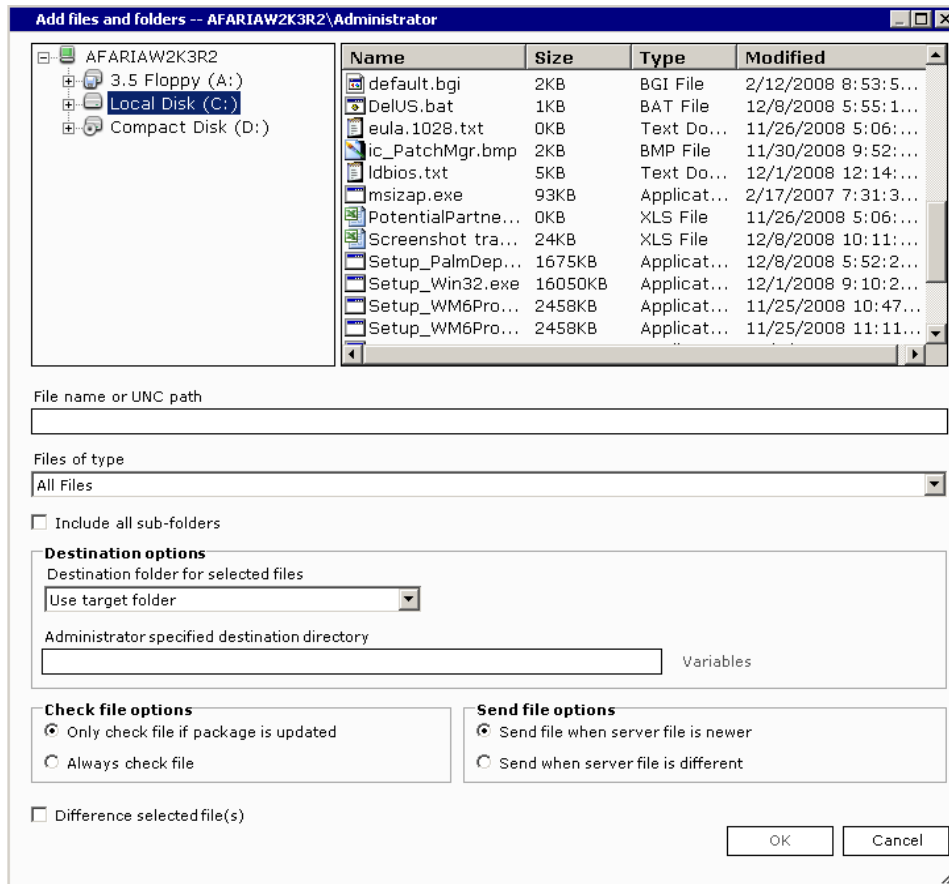 Add files and folders -- AFARIAW2K3R2\Administrator
AFARIAW2K3R2
3.5 Floppy (A:)
Local Disk (C:)
Compact Disk (D:)
Name Size Type Modified
default.bgi 2KB BGI File 2/12/2008 8:53:5...
DelUS.bat 1KB BAT File 12/8/2008 5:55:1...
eula.1028.txt 0KB Text Do... 11/26/2008 5:06:...
ic_PatchMgr.bmp 2KB BMP File 11/30/2008 9:52:...
ldbios.txt 5KB Text Do... 12/1/2008 12:14:...
msizap.exe 93KB Applicat... 2/17/2007 7:31:3...
PotentialPartne... 0KB XLS File 11/26/2008 5:06:...
Screenshot tra... 24KB XLS File 12/8/2008 10:11:...
Setup_PalmDep... 1675KB Applicat... 12/8/2008 5:52:2...
Setup_Win32.exe 16050KB Applicat... 12/1/2008 9:10:2...
Setup_WM6Pro... 2458KB Applicat... 11/25/2008 10:47...
Setup_WM6Pro... 2458KB Applicat... 11/25/2008 11:11...
File name or UNC path
Files of type
All Files
Include all sub-folders
Destination options
Destination folder for selected files
Use target folder
Administrator specified destination directory
Variables
Check file options
Only check file if package is updated
Always check file
Send file options
Send file when server file is newer
Send when server file is different
Difference selected file(s)
OK Cancel